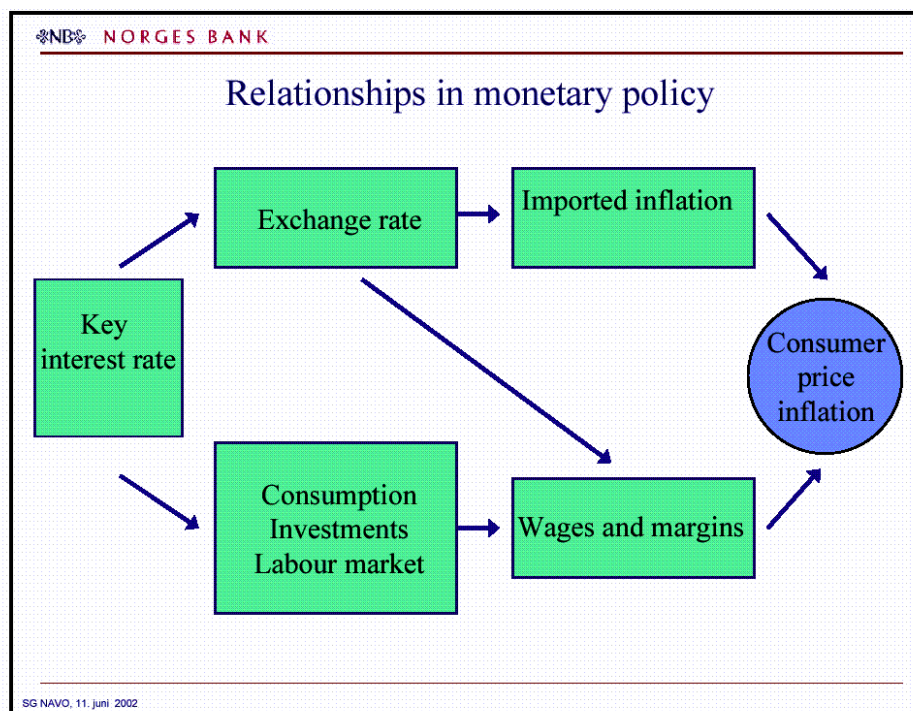 NB NORGES BANK
Relationships in monetary policy
Exchange rate
Imported inflation
Key
interest rate
Consumer
price
inflation
Consumption
Investments
Labour market
Wages and margins
SG NAVO, 11. juni 2002